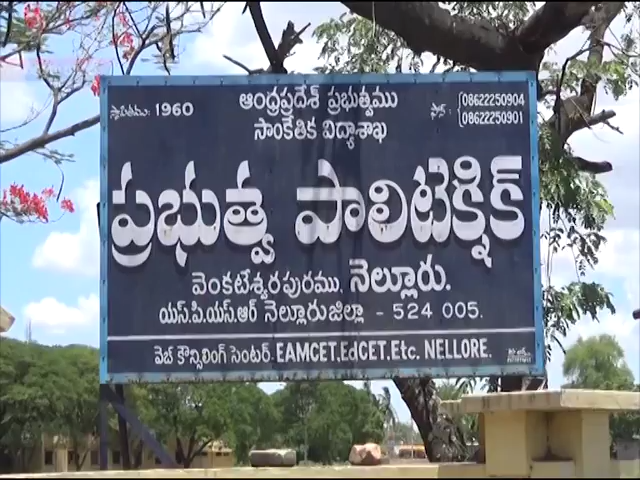 స్థాపితము: 1960
ఆంధ్రప్రదేశ్ ప్రభుత్వము
సాంకేతిక విద్యాశాఖ
ఫోన్: 08622250904
08622250901
ప్రభుత్వ పాలిటెక్నిక్
వెంకటేశ్వరపురము, నెల్లూరు.
యస్.పి.యస్.ఆర్ నెల్లూరుజిల్లా - 524 005.
వెబ్ కౌన్సిలింగ్ సెంటర్. EAMCET.EdCET.Etc. NELLORE.